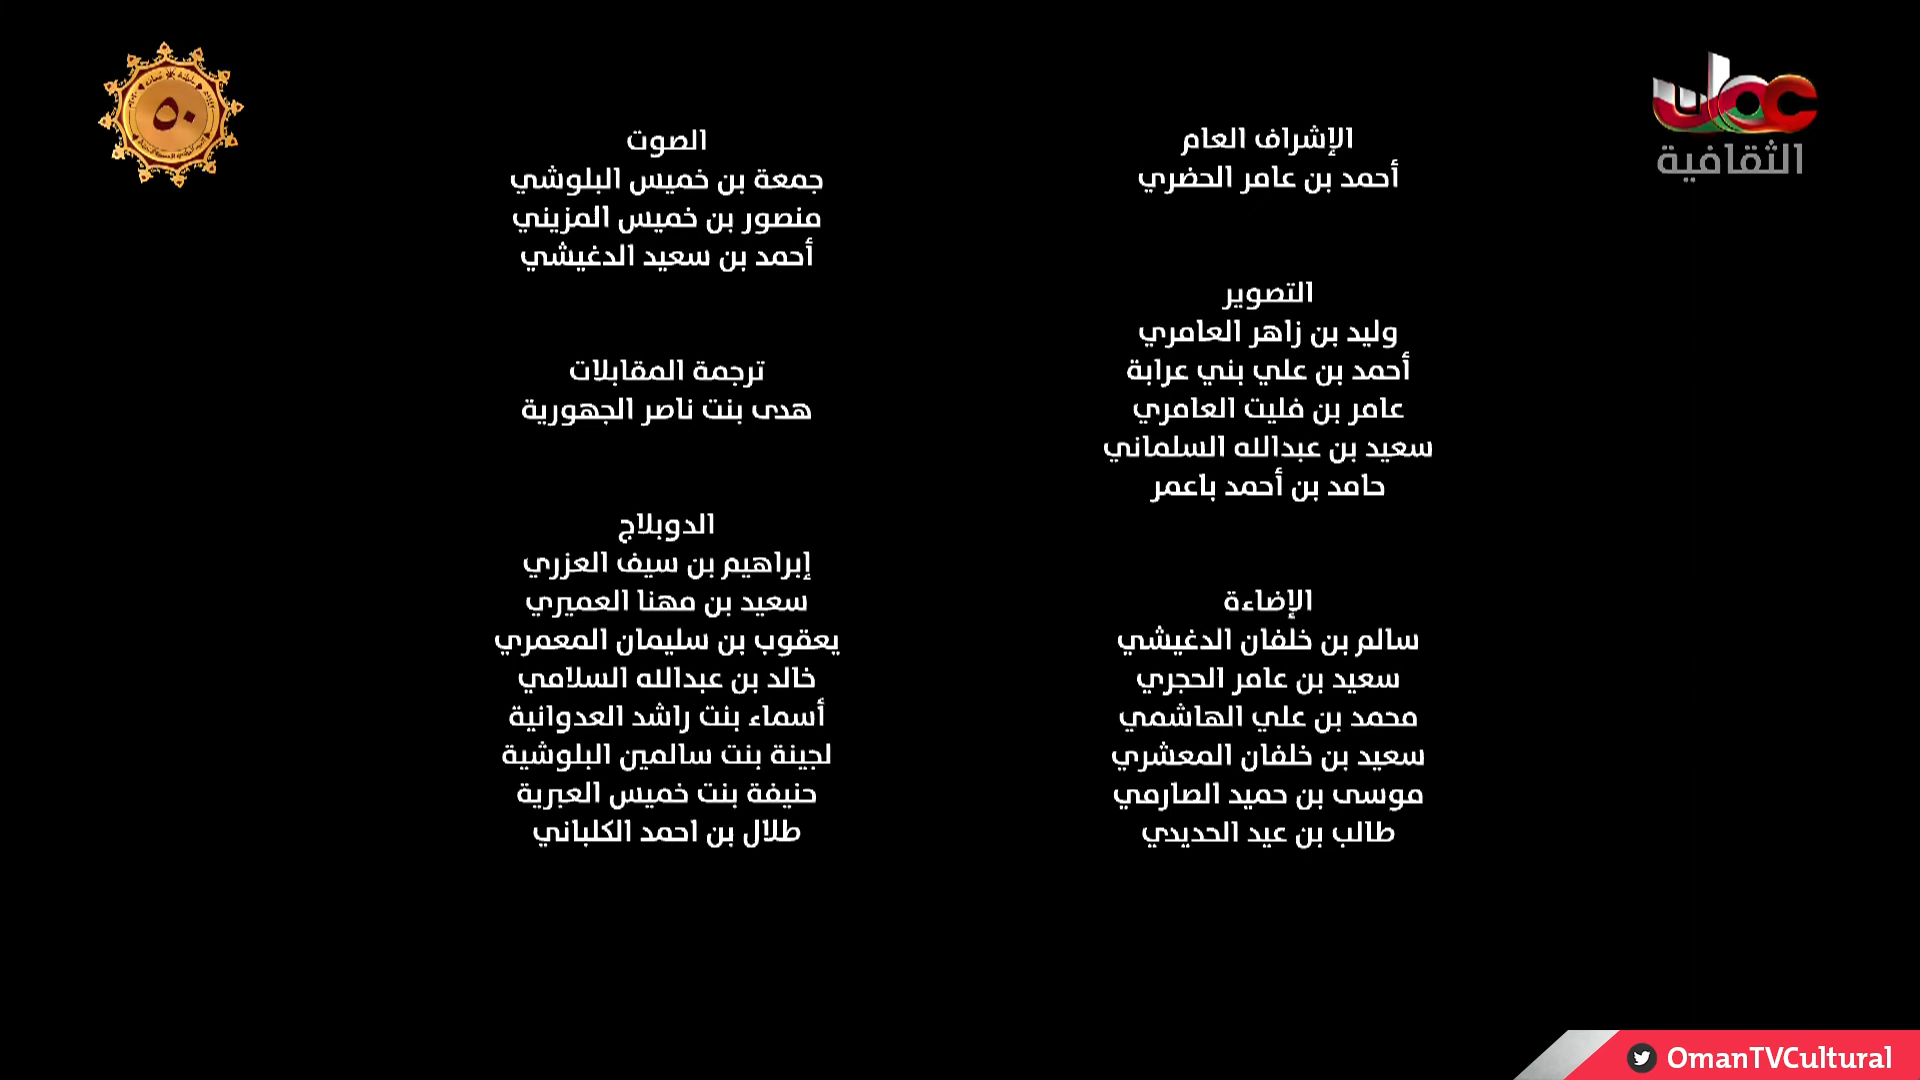 عمان
الثقافية
٥٠
الإشراف العام
أحمد بن عامر الحضري
التصوير
وليد بن زاهر العامري
أحمد بن علي بني عرابة
عامر بن فليت العامري
سعيد بن عبدالله السلماني
حامد بن أحمد باعمر
الإضاءة
سالم بن خلفان الدغيشي
سعيد بن عامر الحجري
محمد بن علي الهاشمي
سعيد بن خلفان المعشري
موسى بن حميد الصارمي
طالب بن عيد الحديدي
الصوت
جمعة بن خميس البلوشي
منصور بن خميس المزيني
أحمد بن سعيد الدغيشي
ترجمة المقابلات
هدى بنت ناصر الجهورية
الدوبلاج
إبراهيم بن سيف العزري
سعيد بن مهنا العميري
يعقوب بن سليمان المعمري
خالد بن عبدالله السلامي
أسماء بنت راشد العدوانية
لجينة بنت سالمين البلوشية
حنيفة بنت خميس العبرية
طلال بن احمد الكلباني
OmanTVCultural